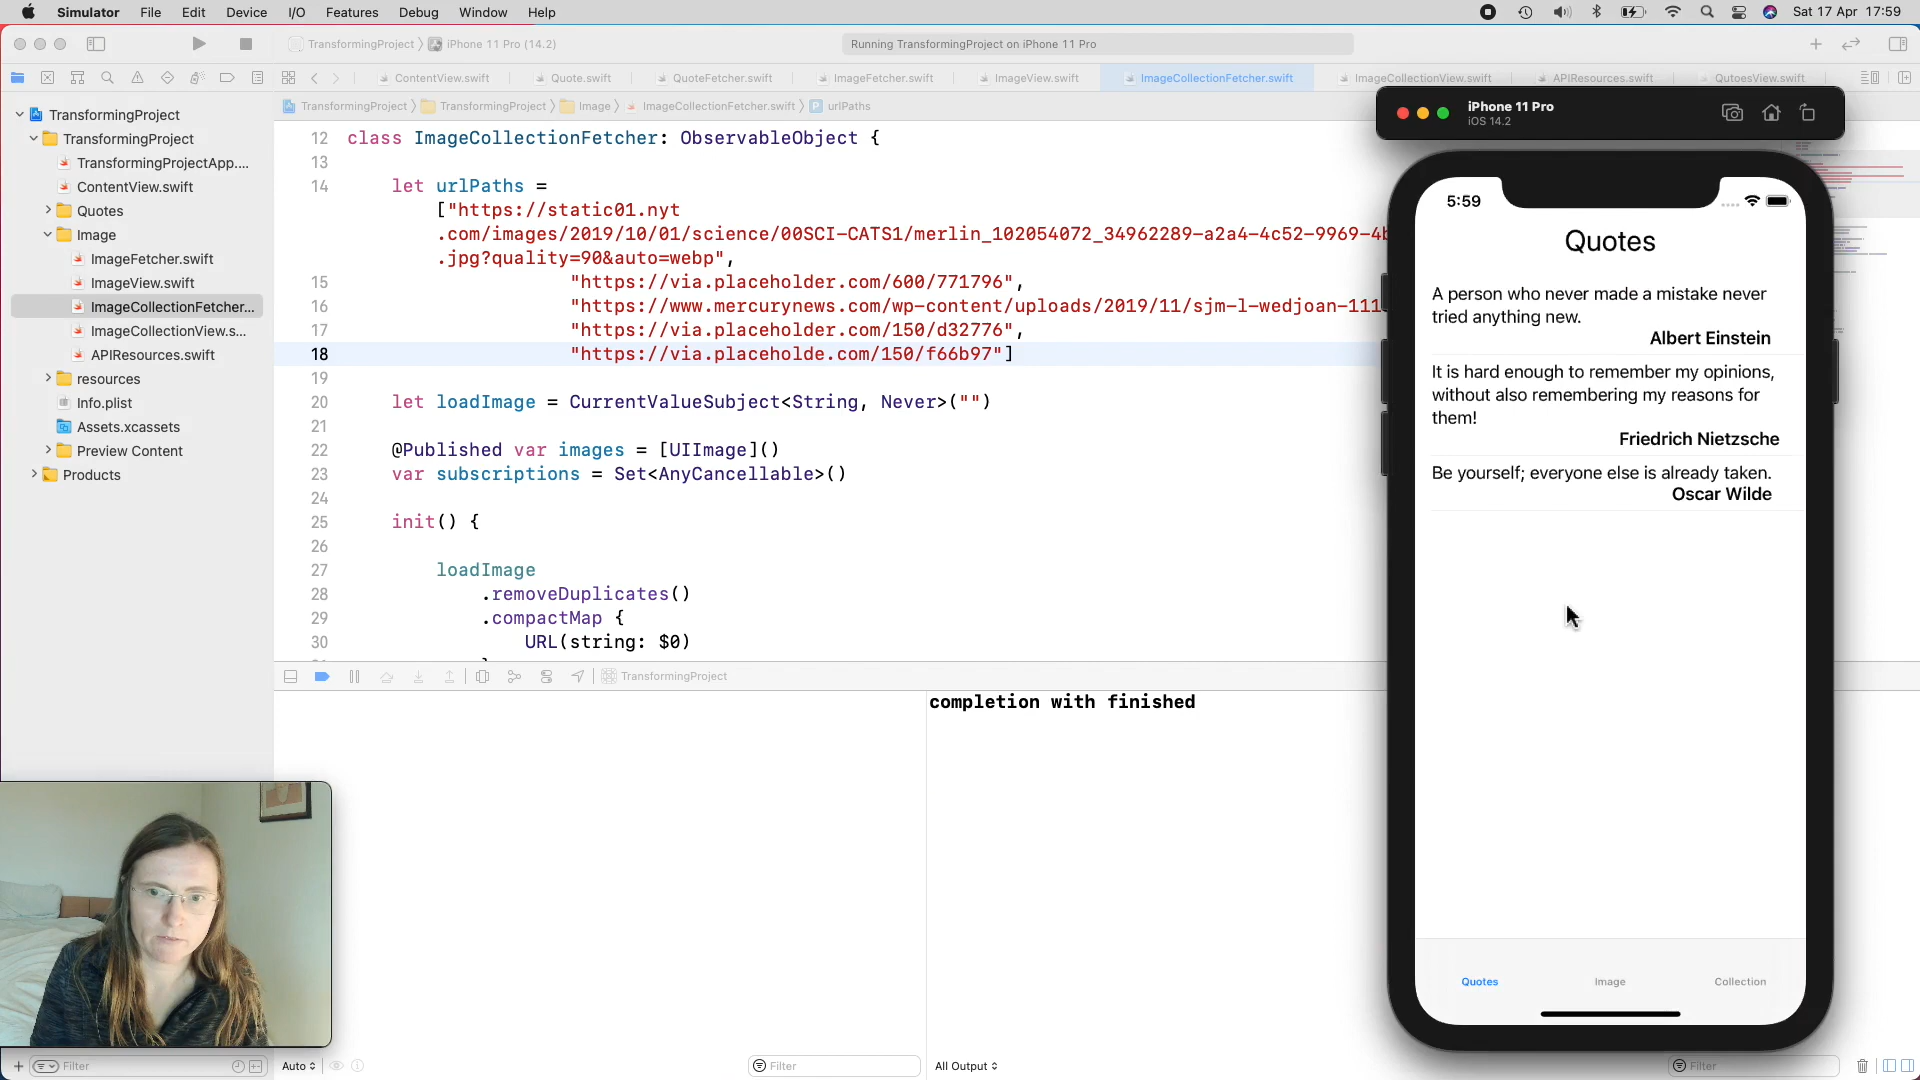 Simulator File Edit Device I/O Features Debug Window Help Sat 17 Apr 17:59
TransformingProject iPhone 11 Pro (14.2) Running TransformingProject on iPhone 11 Pro
ContentView.swift Quote.swift QuoteFetcher.swift ImageFetcher.swift ImageView.swift ImageCollectionFetcher.swift ImageCollectionView.swift APIResources.swift QutoesView.swift
TransformingProject TransformingProject Image ImageCollectionFetcher.swift P urlPaths
TransformingProject
TransformingProject
TransformingProjectApp....
ContentView.swift
Quotes
Image
ImageFetcher.swift
ImageView.swift
ImageCollectionFetcher...
ImageCollectionView.s...
APIResources.swift
resources
Info.plist
Assets.xcassets
Preview Content
Products
12 class ImageCollectionFetcher: ObservableObject {
13
14 let urlPaths =
["https://static01.nyt
.com/images/2019/10/01/science/00SCI-CATS1/merlin_102054072_34962289-a2a4-4c52-9969-4b
.jpg?quality=90&auto=webp",
15 "https://via.placeholder.com/600/771796",
16 "https://www.mercurynews.com/wp-content/uploads/2019/11/sjm-l-wedjoan-111
17 "https://via.placeholder.com/150/d32776",
18 "https://via.placeholde.com/150/f66b97"]
19
20 let loadImage = CurrentValueSubject<String, Never>("")
21
22 @Published var images = [UIImage]()
23 var subscriptions = Set<AnyCancellable>()
24
25 init() {
26
27 loadImage
28 .removeDuplicates()
29 .compactMap {
30 URL(string: $0)
TransformingProject
completion with finished
Filter
Auto
Filter
All Output
Filter
iPhone 11 Pro
iOS 14.2
5:59
Quotes
A person who never made a mistake never
tried anything new.
Albert Einstein
It is hard enough to remember my opinions,
without also remembering my reasons for
them!
Friedrich Nietzsche
Be yourself; everyone else is already taken.
Oscar Wilde
Quotes Image Collection